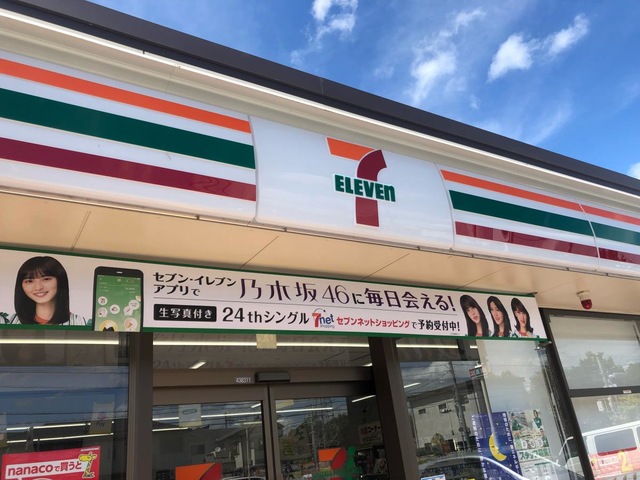 7
ELEVEn
セブン-イレブン
アプリで
乃木坂46に毎日会える!
生写真付き 24thシングル 7net shopping セブンネットショッピングで予約受付中!
nanacoで買うと